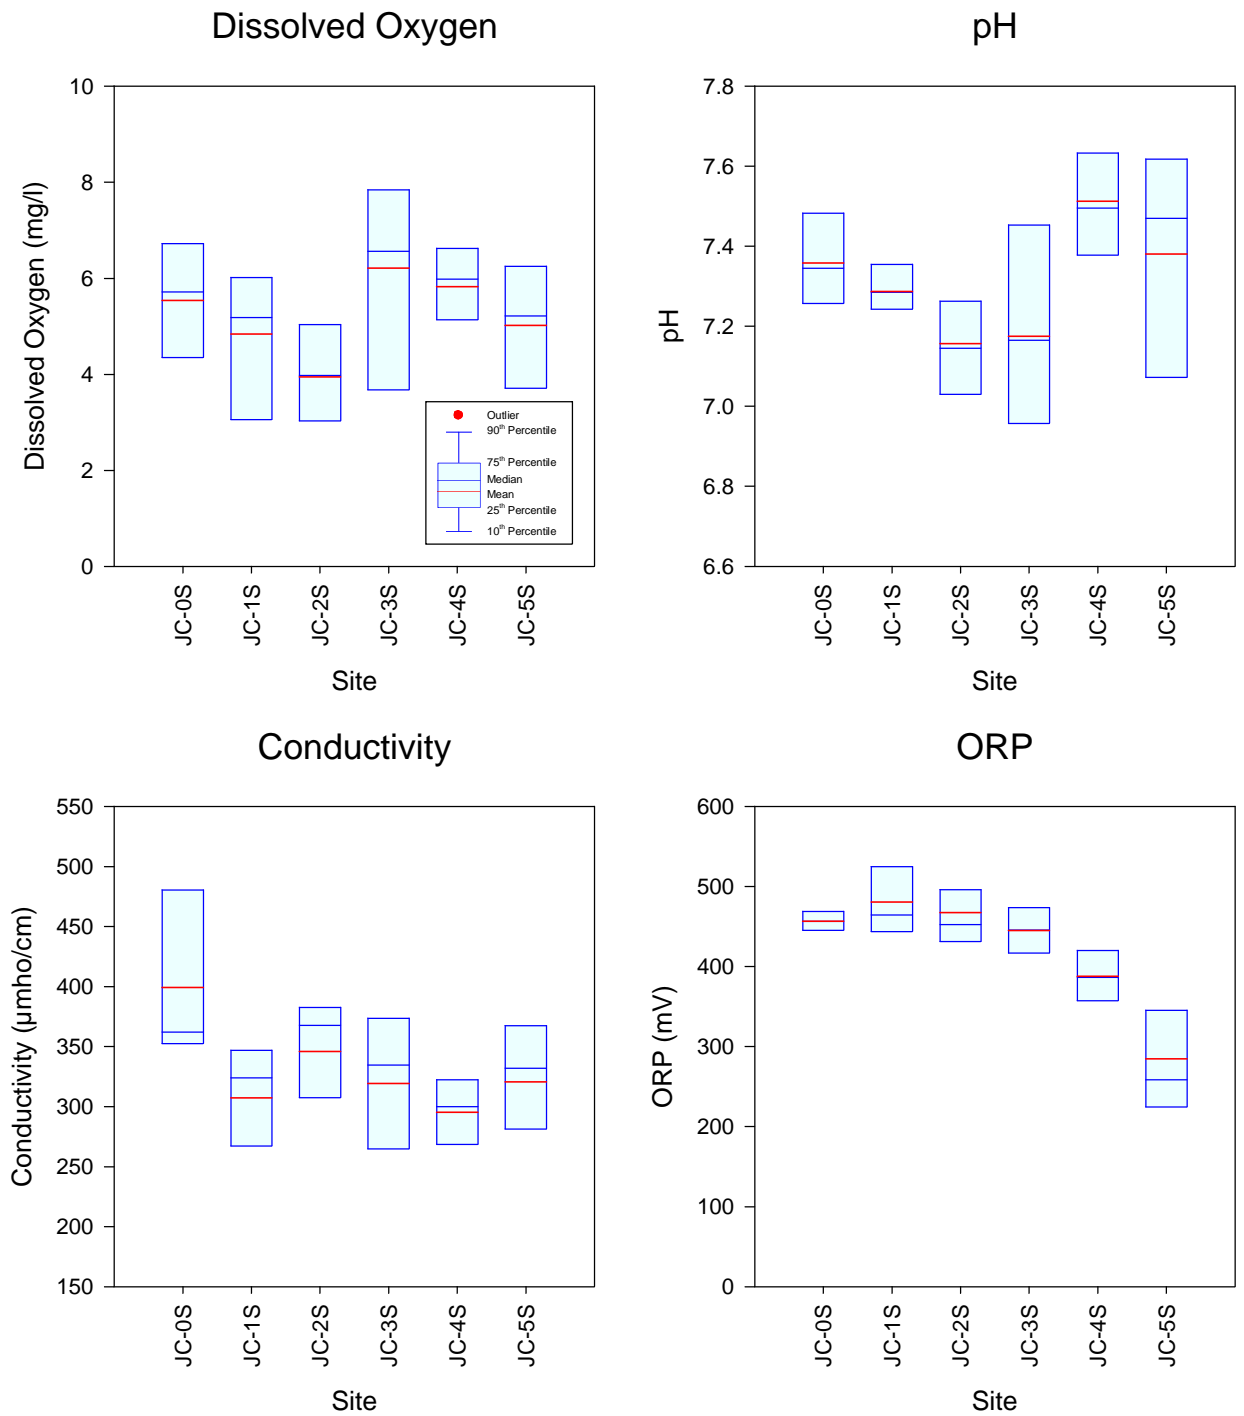 Dissolved Oxygen
Dissolved Oxygen (mg/l)
10
8
6
4
2
0
Outlier
90th Percentile
75th Percentile
Median
Mean
25th Percentile
10th Percentile
JC-0S
JC-1S
JC-2S
JC-3S
JC-4S
JC-5S
Site
pH
pH
7.8
7.6
7.4
7.2
7.0
6.8
6.6
JC-0S
JC-1S
JC-2S
JC-3S
JC-4S
JC-5S
Site
Conductivity
Conductivity (µmho/cm)
550
500
450
400
350
300
250
200
150
JC-0S
JC-1S
JC-2S
JC-3S
JC-4S
JC-5S
Site
ORP
ORP (mV)
600
500
400
300
200
100
0
JC-0S
JC-1S
JC-2S
JC-3S
JC-4S
JC-5S
Site